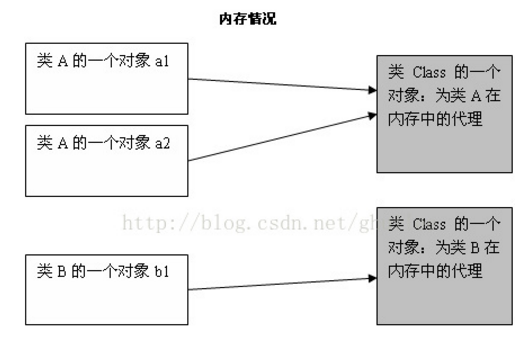 内存情况
类 A 的一个对象 a1
类 Class 的一个
对象：为类 A 在
内存中的代理
类 A 的一个对象 a2
http://blog.csdn.net/gh
类 Class 的一个
对象：为类 B 在
内存中的代理
类 B 的一个对象 b1